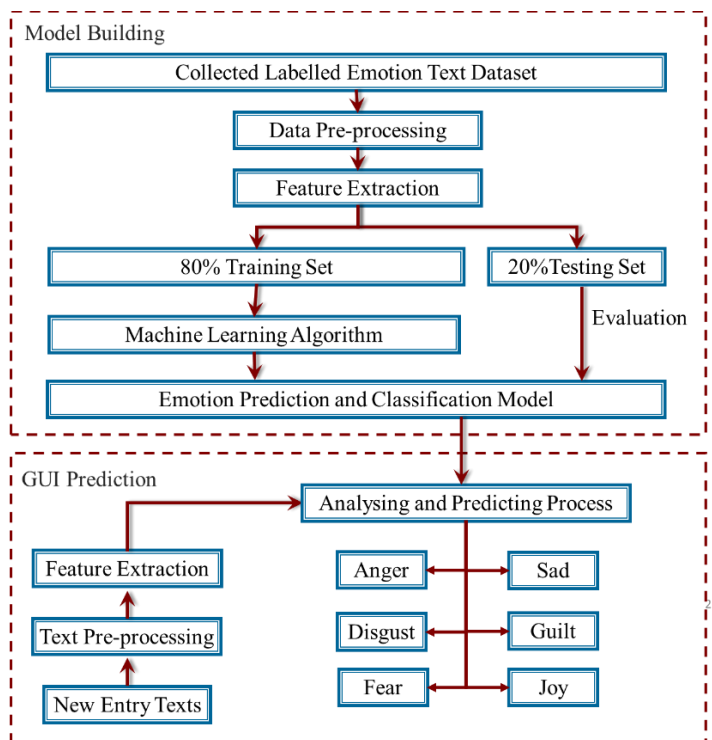 Model Building
Collected Labelled Emotion Text Dataset
Data Pre-processing
Feature Extraction
80% Training Set
20%Testing Set
Evaluation
Machine Learning Algorithm
Emotion Prediction and Classification Model
GUI Prediction
Analysing and Predicting Process
Feature Extraction
Anger
Sad
Text Pre-processing
Disgust
Guilt
New Entry Texts
Fear
Joy
2